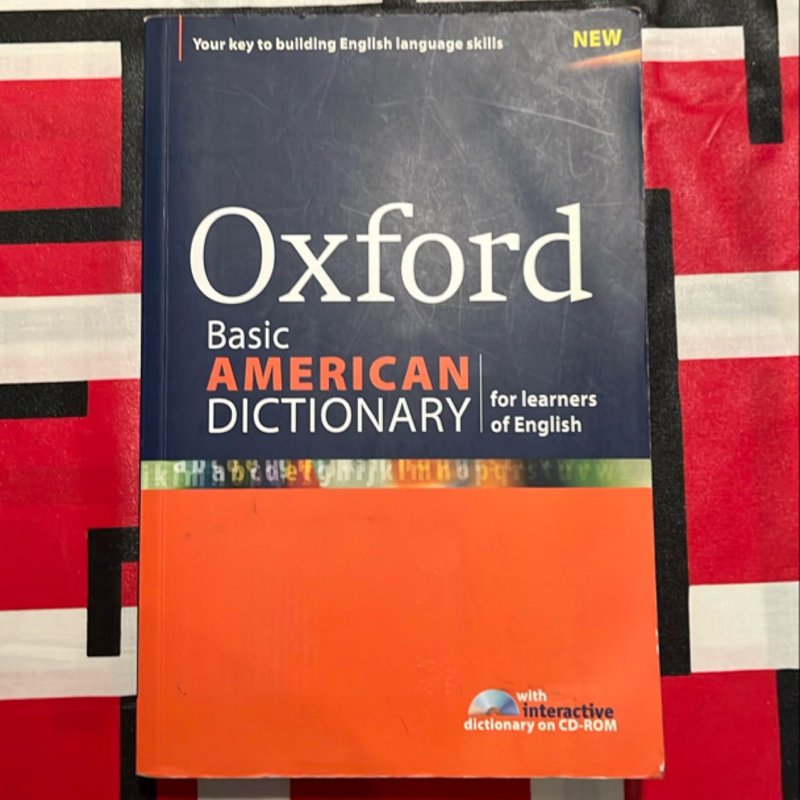 Your key to building English language skills
NEW
Oxford
Basic
AMERICAN
DICTIONARY
for learners
of English
abcdefghijklmnopqrstuvw
with
interactive
dictionary on CD-ROM